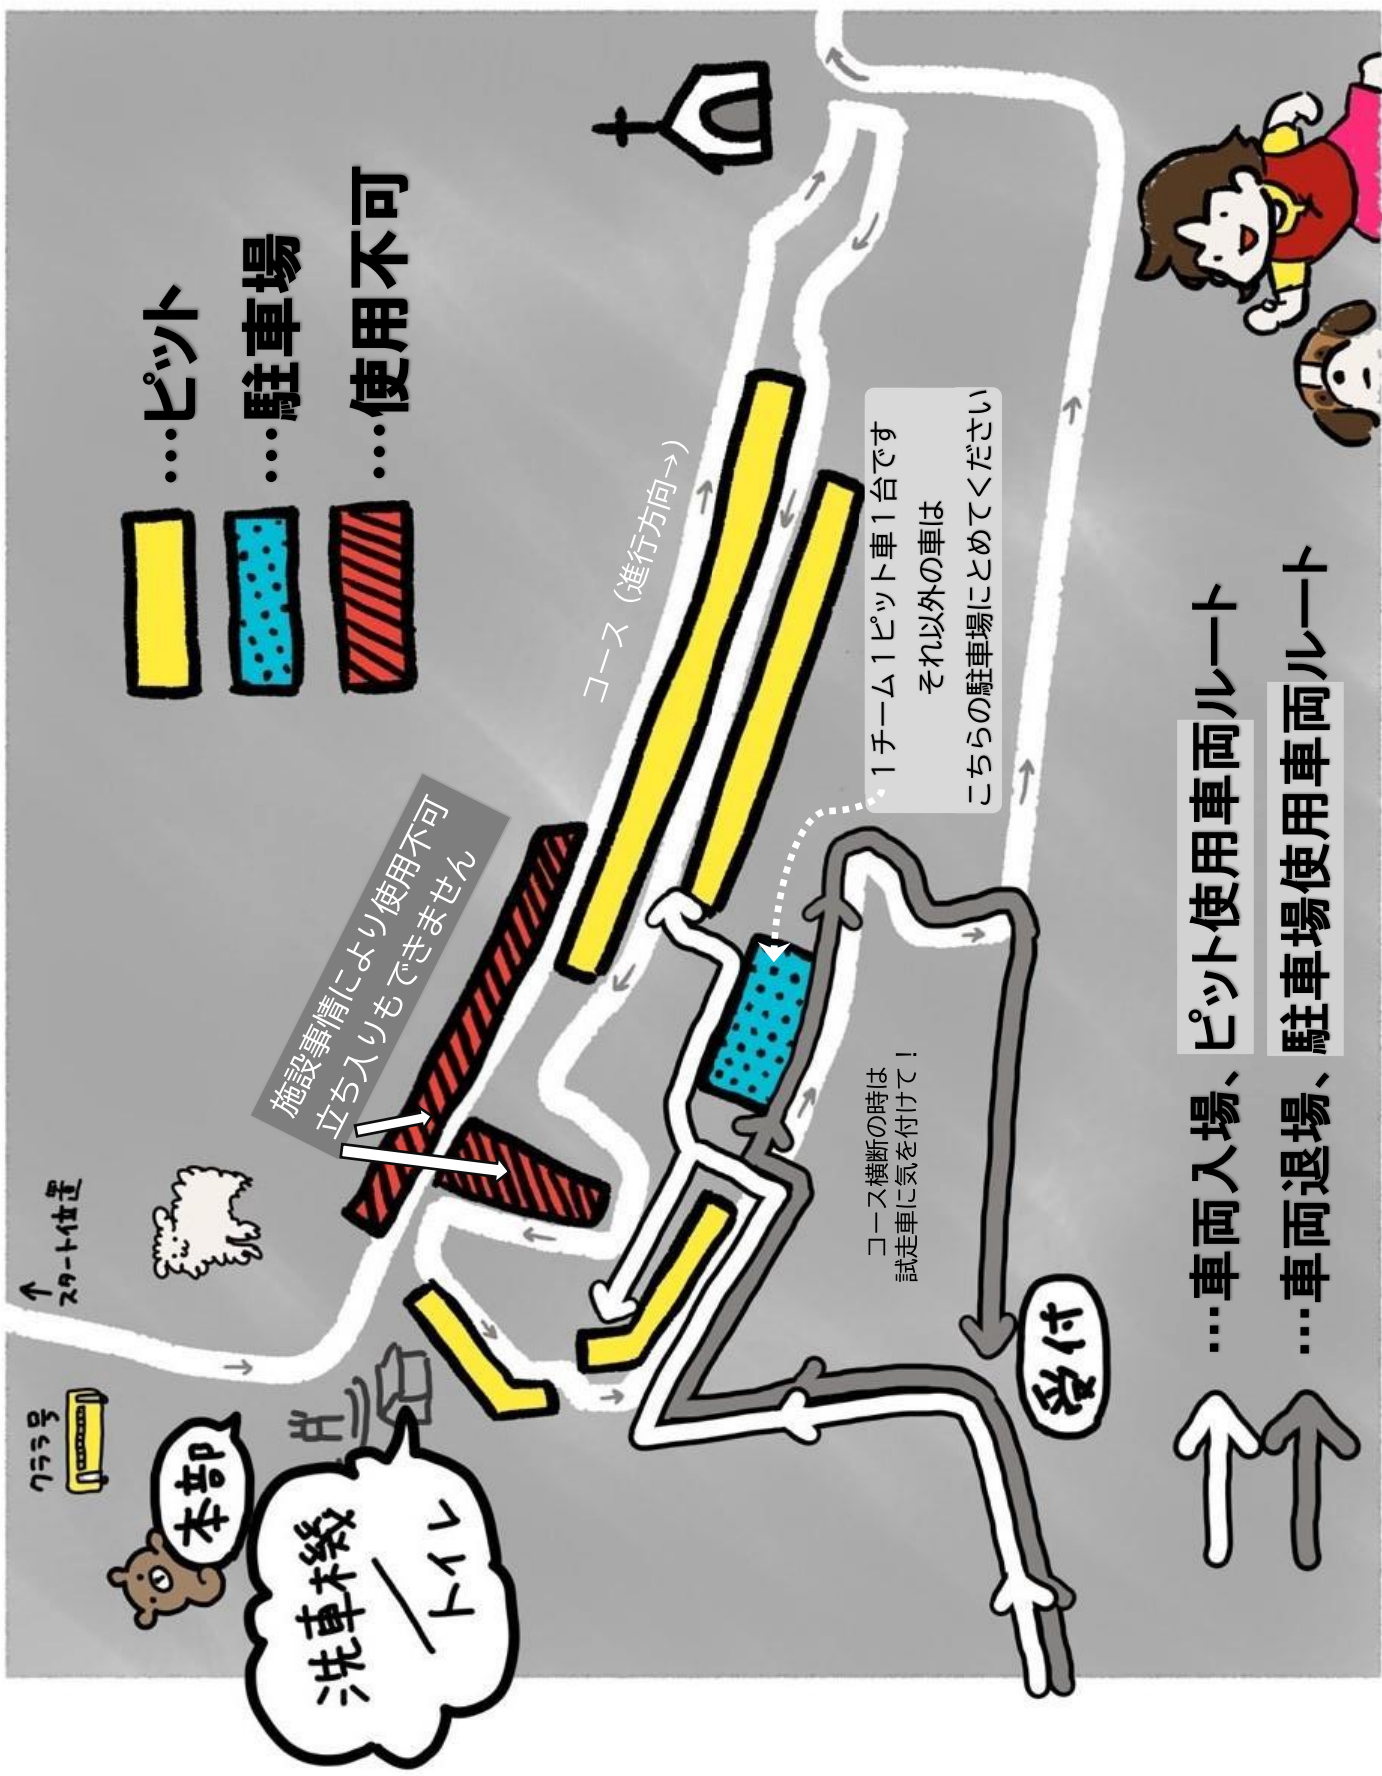 …ピット
…駐車場
…使用不可
↑
スタート位置
クララ号
本部
洗車機
／
トイレ
施設事情により使用不可
立ち入りもできません
コース（進行方向→）
１チーム１ピット車１台です
それ以外の車は
こちらの駐車場にとめてください
コース横断の時は
試走車に気を付けて！
受付
…車両入場、ピット使用車両ルート
…車両退場、駐車場使用車両ルート